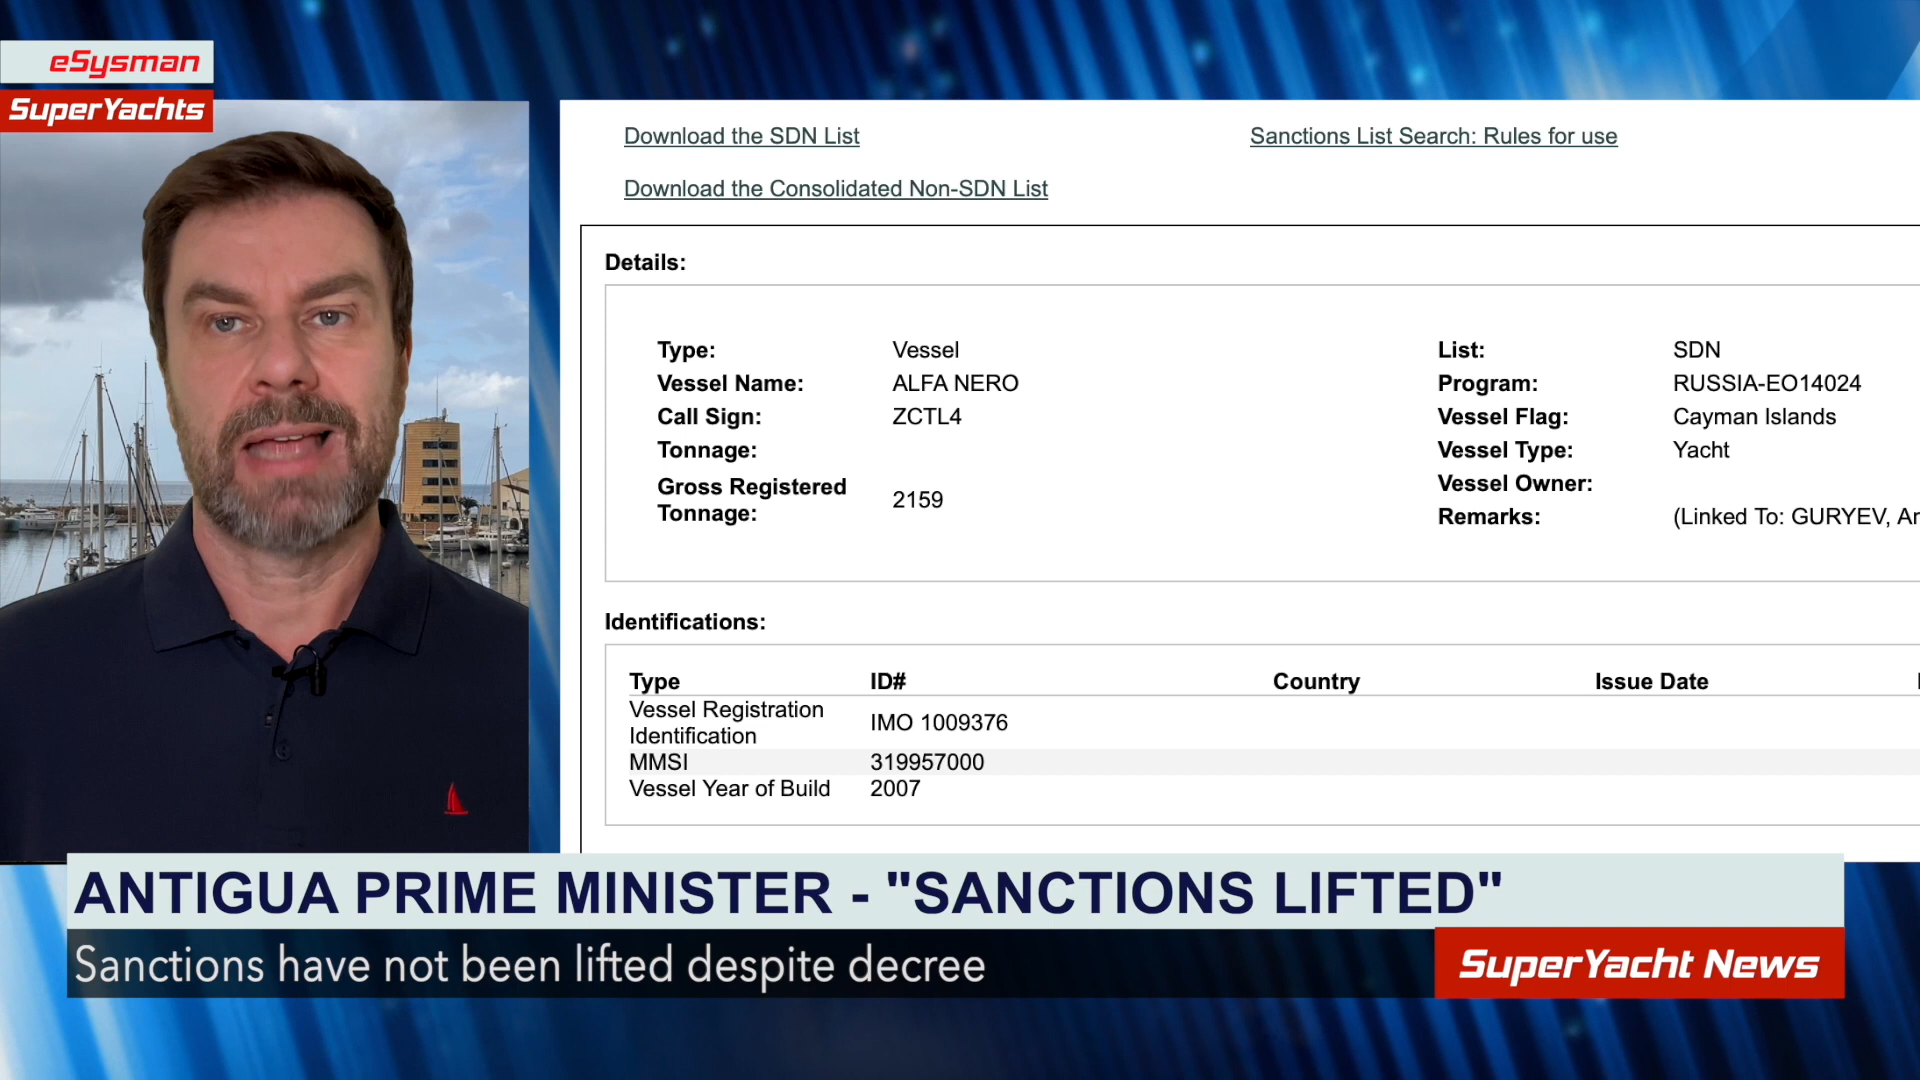 eSysman
SuperYachts
Download the SDN List
Sanctions List Search: Rules for use
Download the Consolidated Non-SDN List
Details:
Type: Vessel List: SDN
Vessel Name: ALFA NERO Program: RUSSIA-EO14024
Call Sign: ZCTL4 Vessel Flag: Cayman Islands
Tonnage: Vessel Type: Yacht
Gross Registered Tonnage: 2159 Vessel Owner:
Remarks: (Linked To: GURYEV,
Identifications:
Type ID# Country Issue Date
Vessel Registration
Identification IMO 1009376
MMSI 319957000
Vessel Year of Build 2007
ANTIGUA PRIME MINISTER - "SANCTIONS LIFTED"
Sanctions have not been lifted despite decree
SuperYacht News